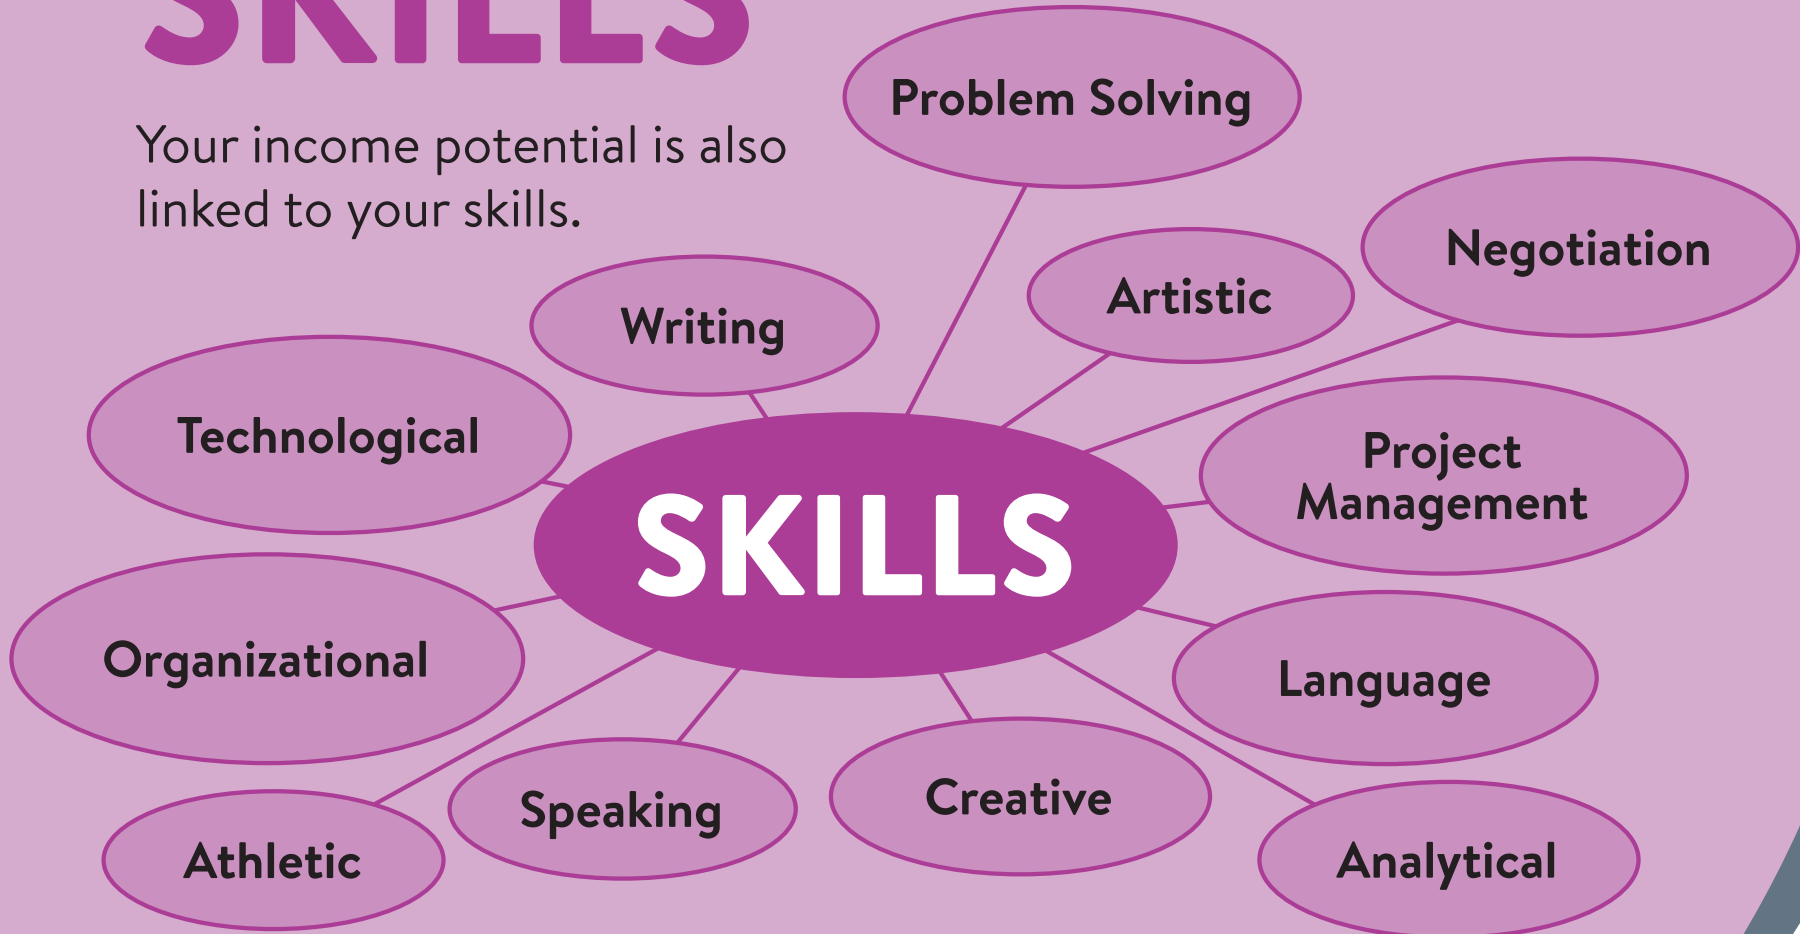 SKILLS
Your income potential is also
linked to your skills.
Problem Solving
Negotiation
Artistic
Writing
Technological
Project
Management
SKILLS
Organizational
Language
Speaking
Creative
Athletic
Analytical